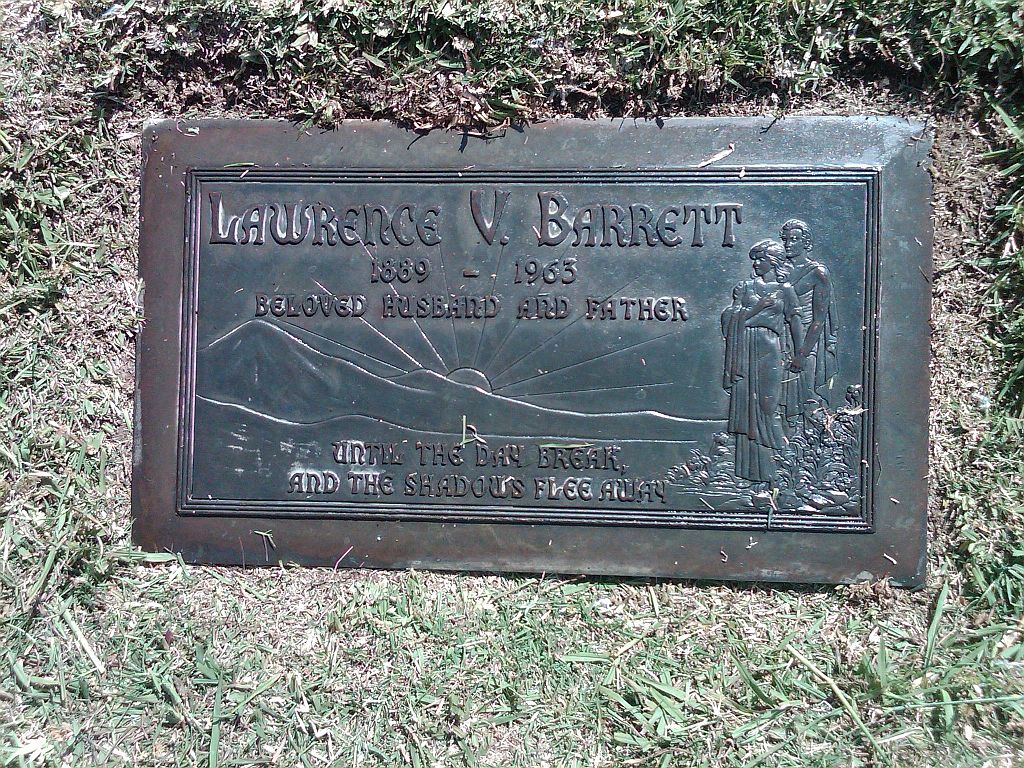 Lawrence V. Barrett
1889 - 1963
Beloved Husband and Father
Until the day break,
and the shadows flee away